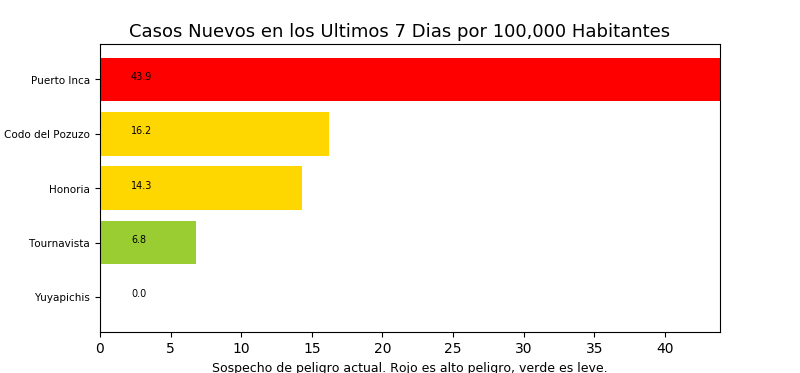 Casos Nuevos en los Ultimos 7 Dias por 100,000 Habitantes
Puerto Inca 43.9
Codo del Pozuzo 16.2
Honoria 14.3
Tournavista 6.8
Yuyapichis 0.0
0 5 10 15 20 25 30 35 40
Sospecho de peligro actual. Rojo es alto peligro, verde es leve.